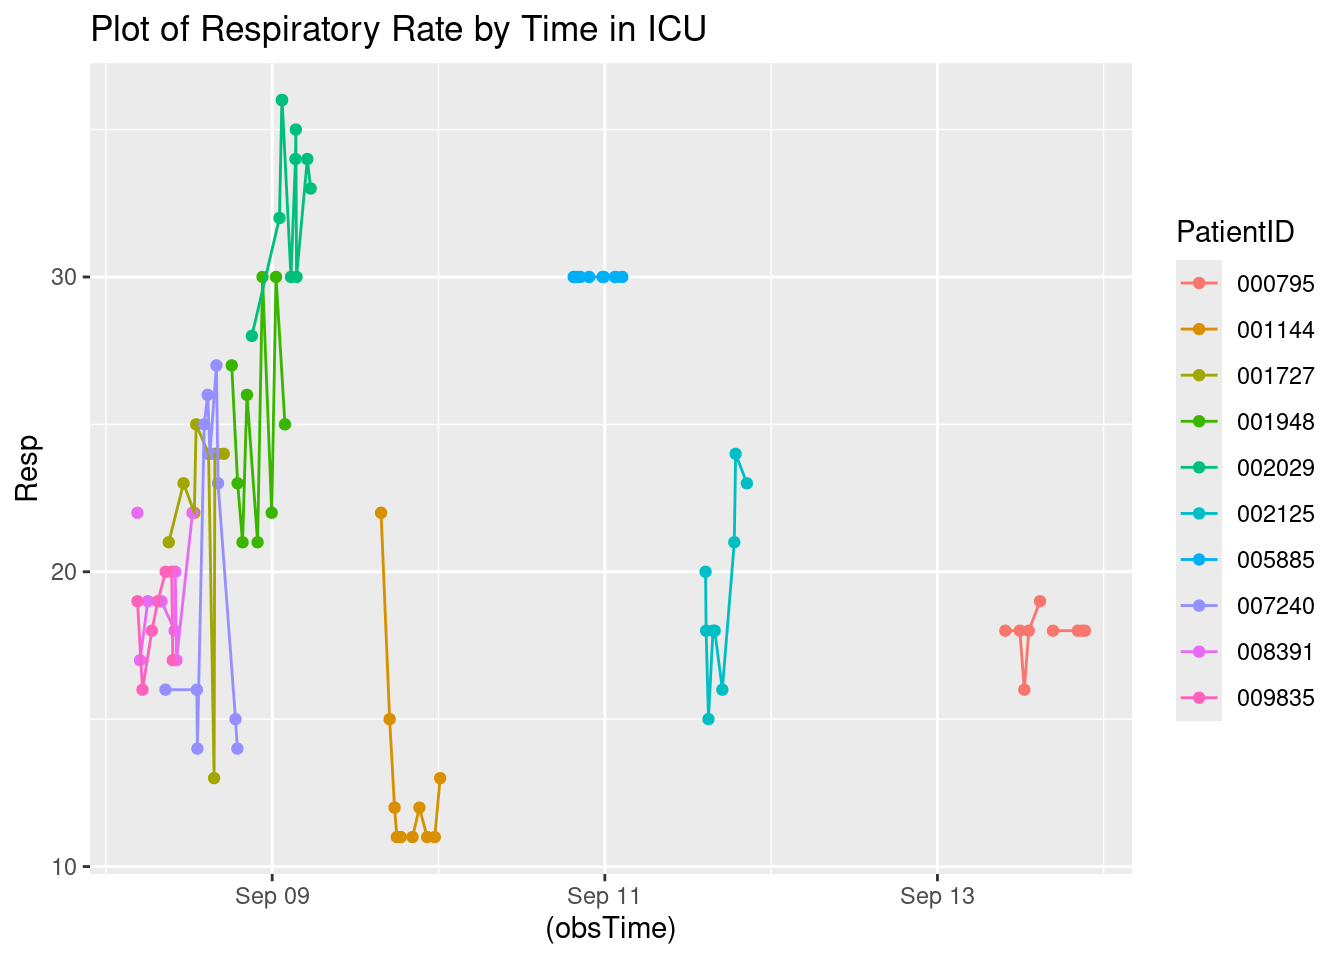 Plot of Respiratory Rate by Time in ICU
Resp
30
20
10
Sep 09
Sep 11
Sep 13
(obsTime)
PatientID
000795
001144
001727
001948
002029
002125
005885
007240
008391
009835